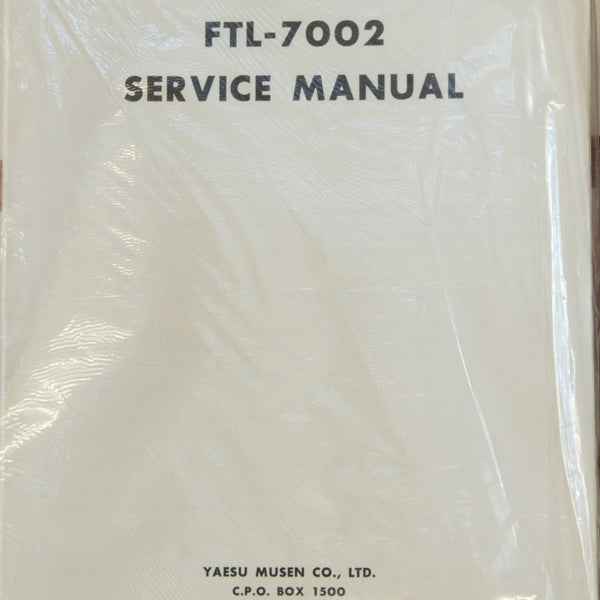 FTL-7002
SERVICE MANUAL
YAESU MUSEN CO., LTD.
C.P.O. BOX 1500